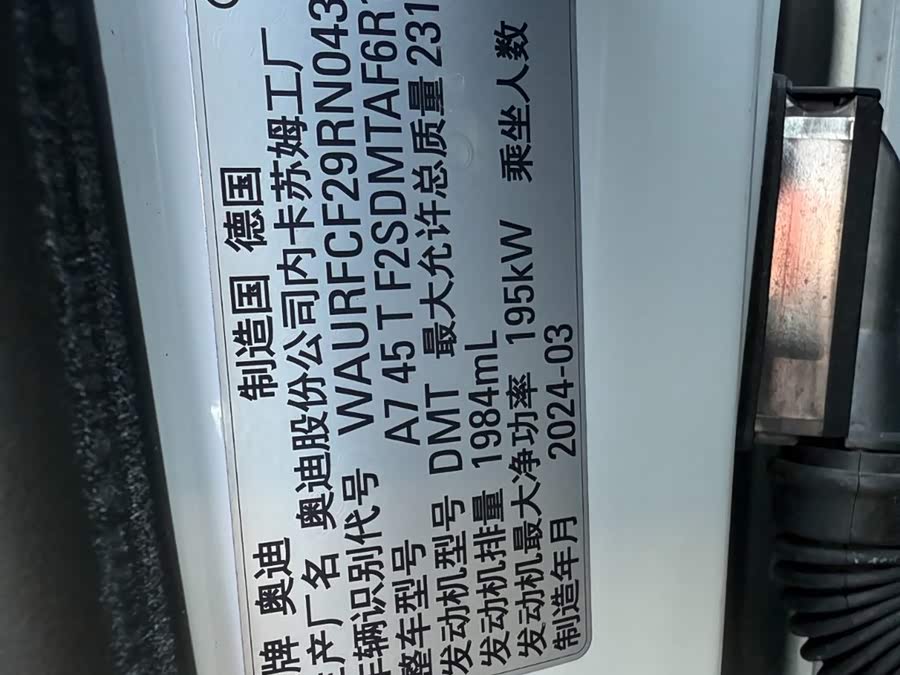 牌 奥迪 制造国 德国
生产厂名 奥迪股份公司内卡苏姆工厂
车辆识别代号 WAURFCF29RN043
整车型号 A7 45 T F2SDMTAF6R1
发动机型号 DMT 最大允许总质量 231
发动机排量 1984mL
发动机最大净功率 195kW 乘坐人数
制造年月 2024-03